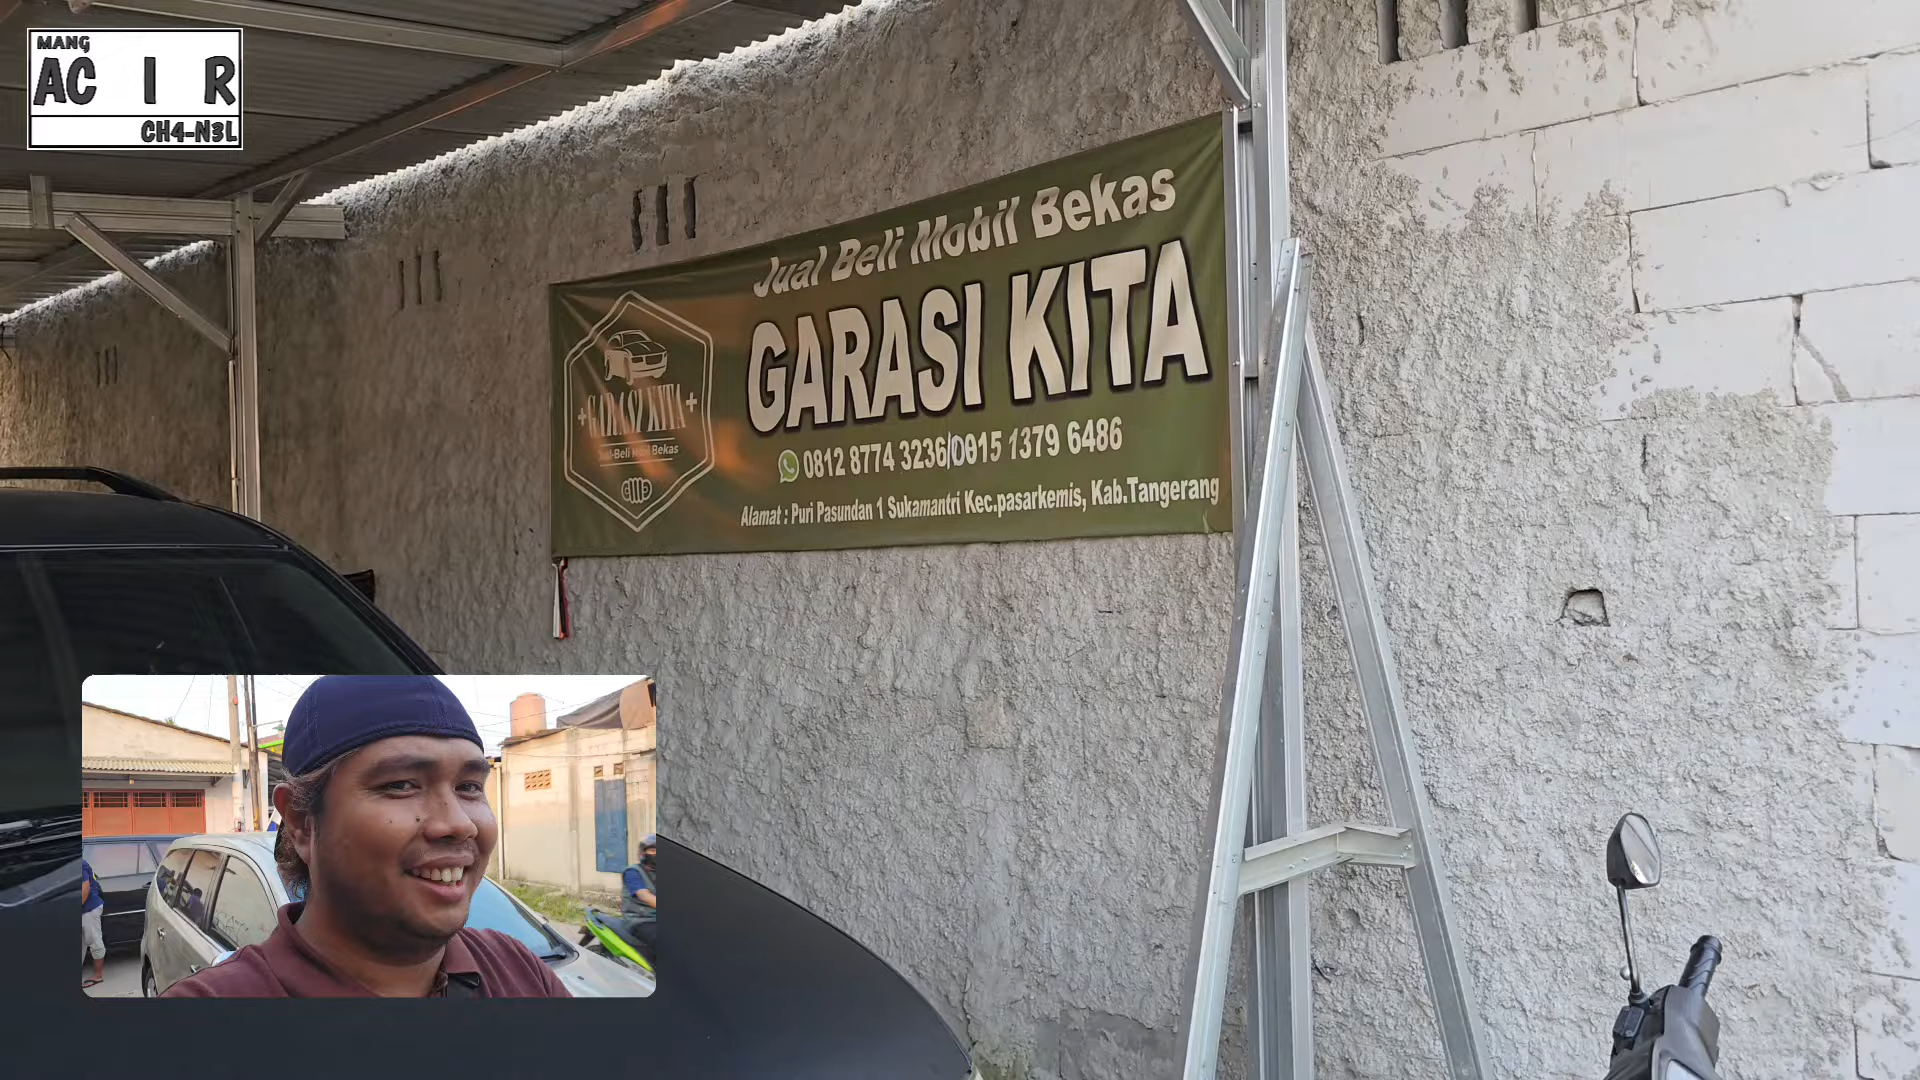 MANG
AC I R
CH4-N3L
Jual Beli Mobil Bekas
GARASI KITA
0812 8774 3236/0015 1379 6486
Alamat : Puri Pasundan 1 Sukamantri Kec.pasarkemis, Kab.Tangerang
+GARASI KITA+
Jual-Beli Mobil Bekas